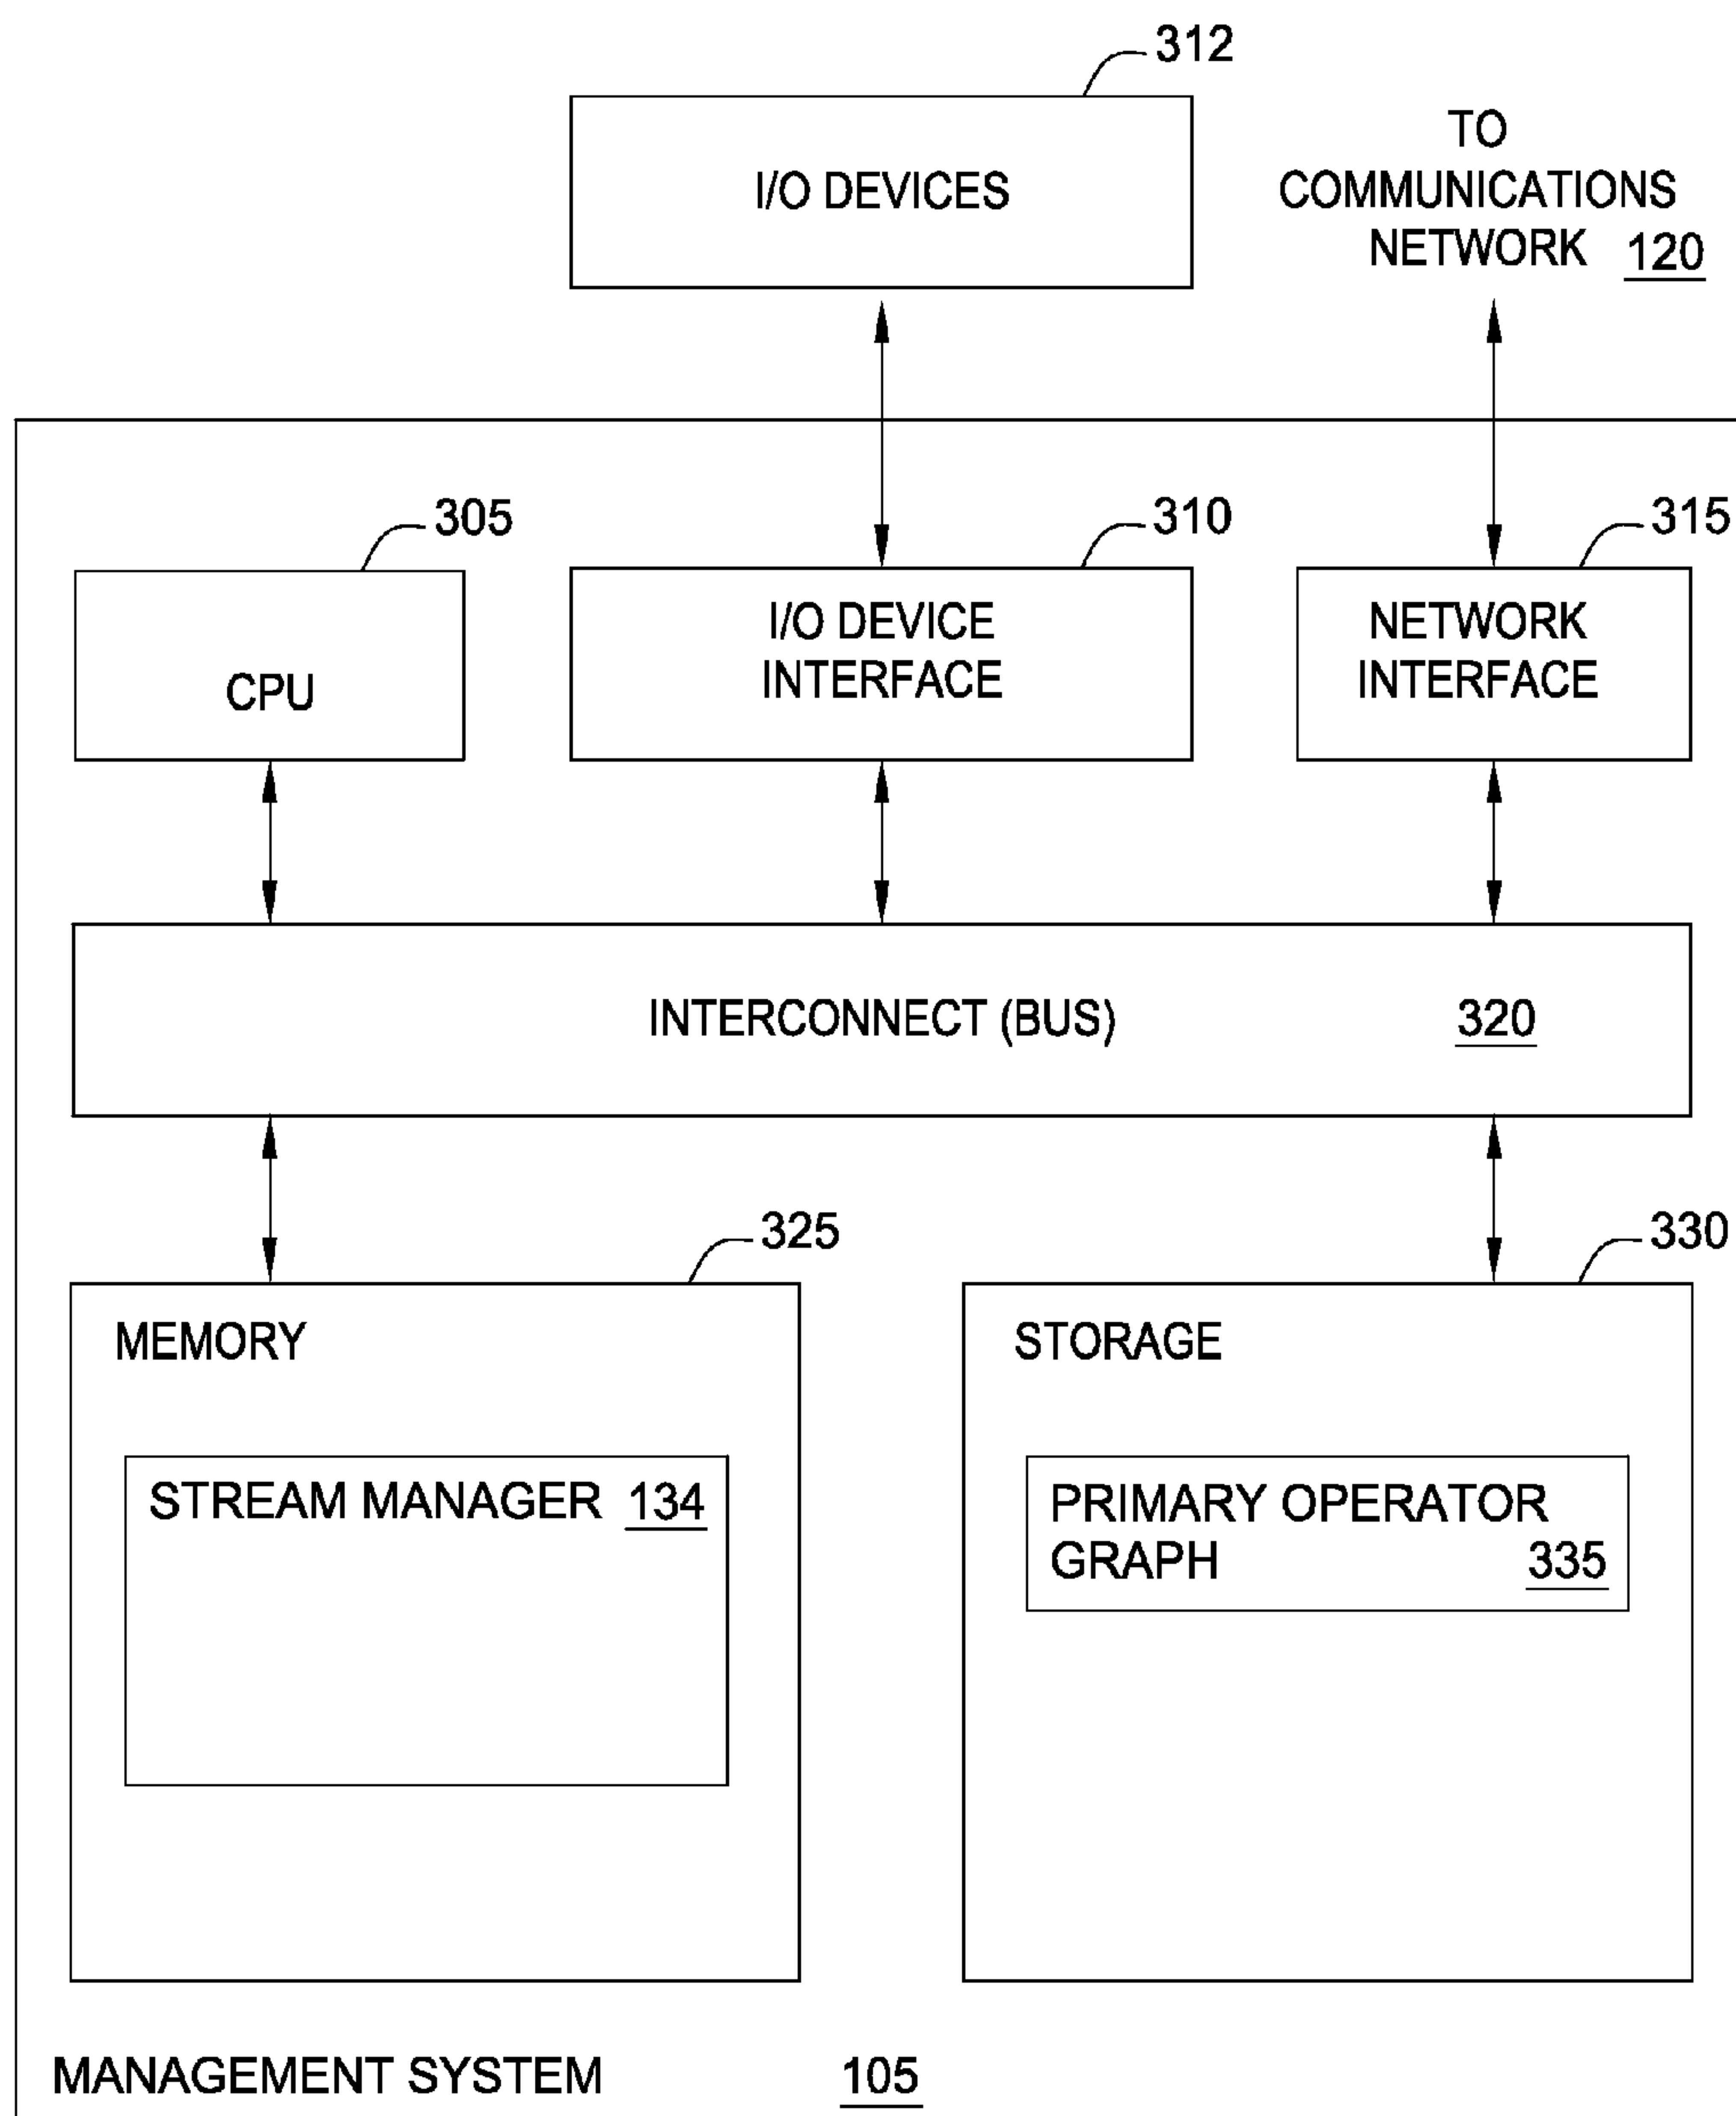 312
I/O DEVICES
TO
COMMUNICATIONS
NETWORK 120
305
310
315
CPU
I/O DEVICE
INTERFACE
NETWORK
INTERFACE
INTERCONNECT (BUS) 320
325
330
MEMORY
STORAGE
STREAM MANAGER 134
PRIMARY OPERATOR
GRAPH 335
MANAGEMENT SYSTEM 105